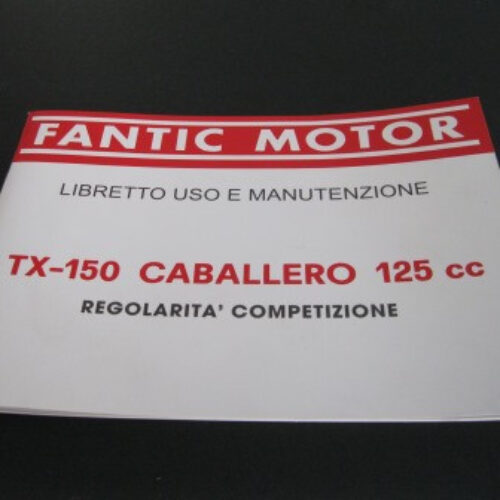 FANTIC MOTOR
LIBRETTO USO E MANUTENZIONE
TX-150 CABALLERO 125 cc
REGOLARITA' COMPETIZIONE